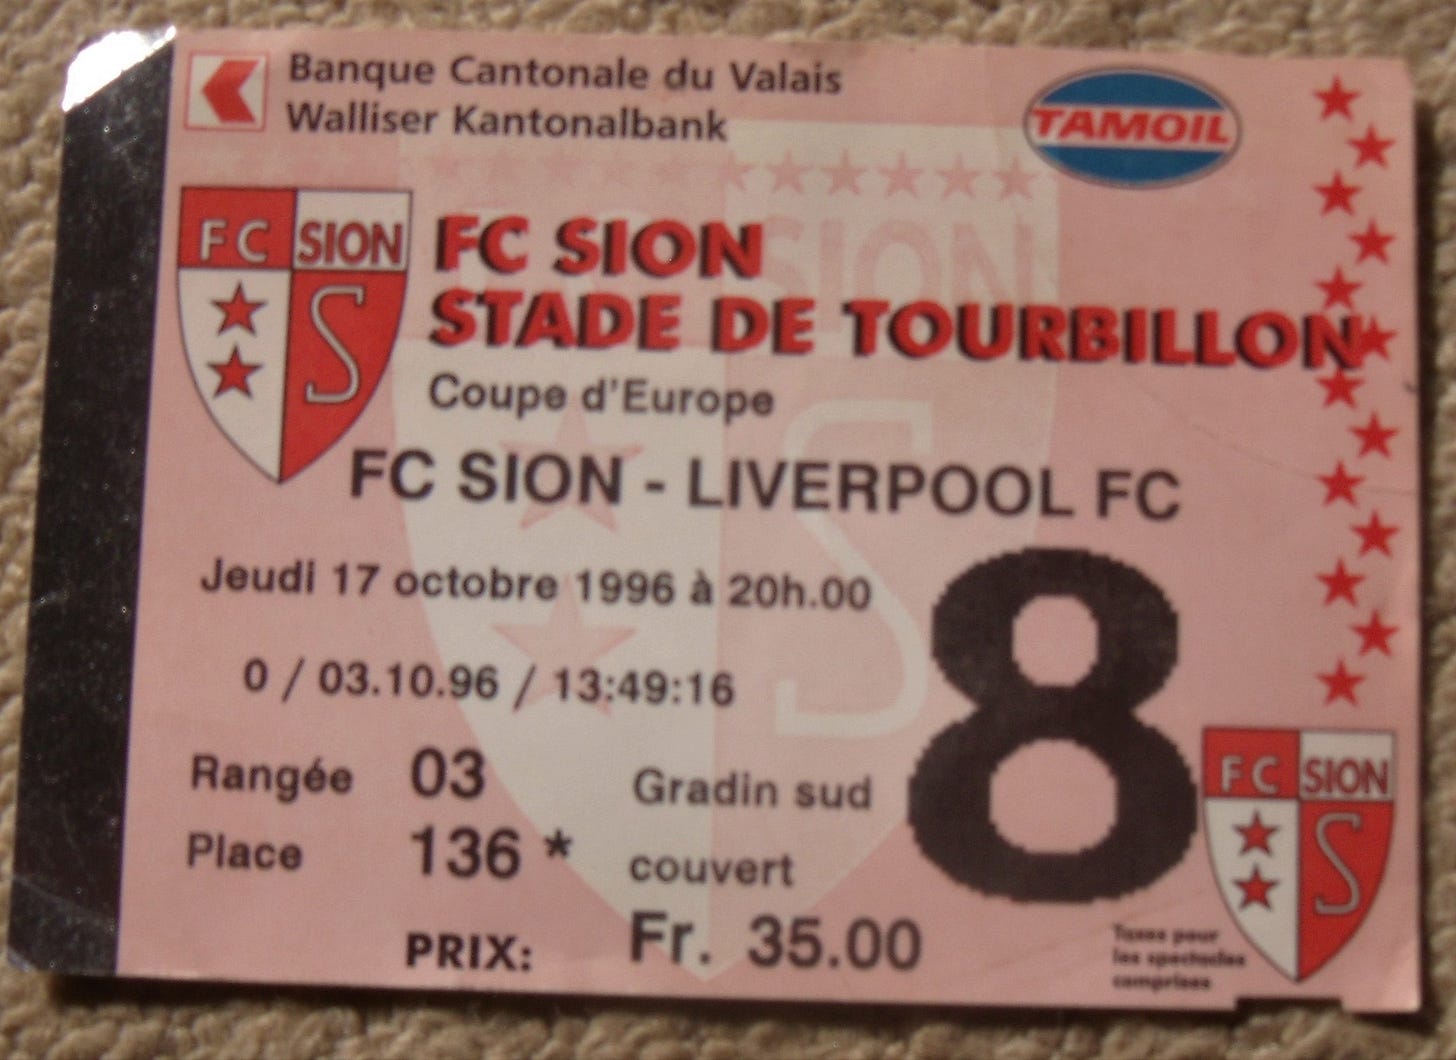 Banque Cantonale du Valais
Walliser Kantonalbank
TAMOIL
FC SION
FC SION
STADE DE TOURBILLON
Coupe d'Europe
FC SION - LIVERPOOL FC
Jeudi 17 octobre 1996 à 20h.00
0 / 03.10.96 / 13:49:16
Rangée 03
Place 136 *
Gradin sud
couvert
8
PRIX: Fr. 35.00
Taxes pour
les spectacles
comprises
FC SION
S
S
SION
S